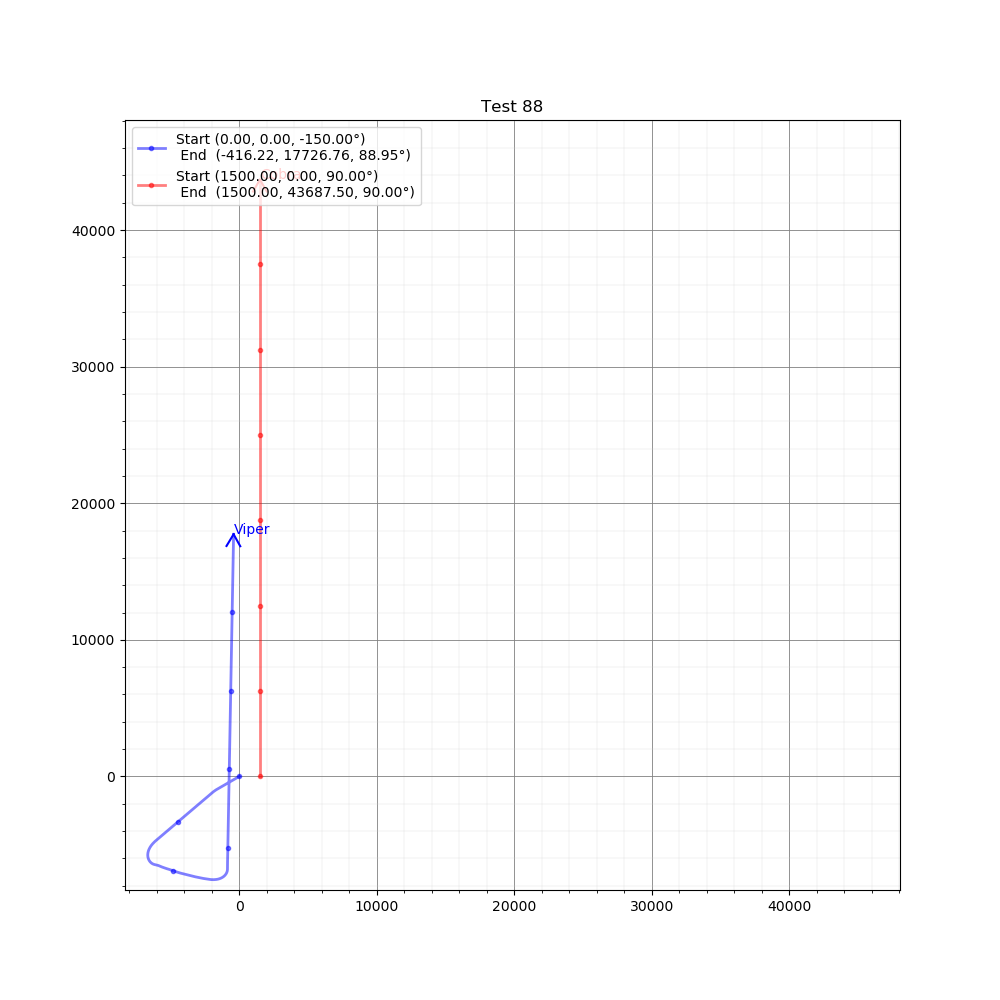 Test 88
Start (0.00, 0.00, -150.00°)
End (-416.22, 17726.76, 88.95°)
Start (1500.00, 0.00, 90.00°)
End (1500.00, 43687.50, 90.00°)
40000
30000
20000
Viper
10000
0
0 10000 20000 30000 40000